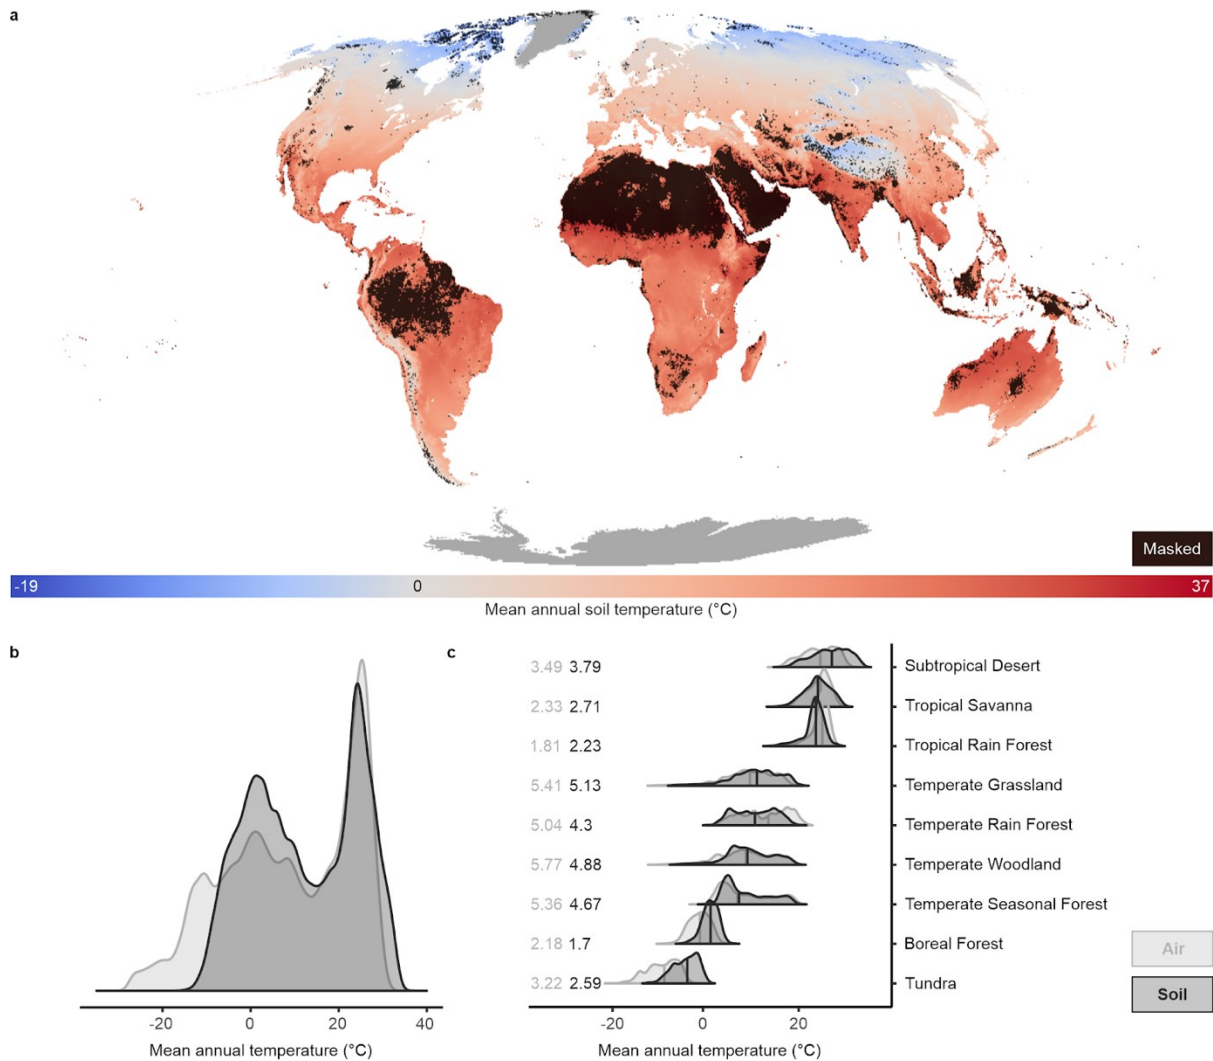 a
Masked
-19 0 37
Mean annual soil temperature (°C)
b
c
3.49 3.79 Subtropical Desert
2.33 2.71 Tropical Savanna
1.81 2.23 Tropical Rain Forest
5.41 5.13 Temperate Grassland
5.04 4.3 Temperate Rain Forest
5.77 4.88 Temperate Woodland
5.36 4.67 Temperate Seasonal Forest
2.18 1.7 Boreal Forest
3.22 2.59 Tundra
Air
Soil
-20 0 20 40
Mean annual temperature (°C)
-20 0 20
Mean annual temperature (°C)